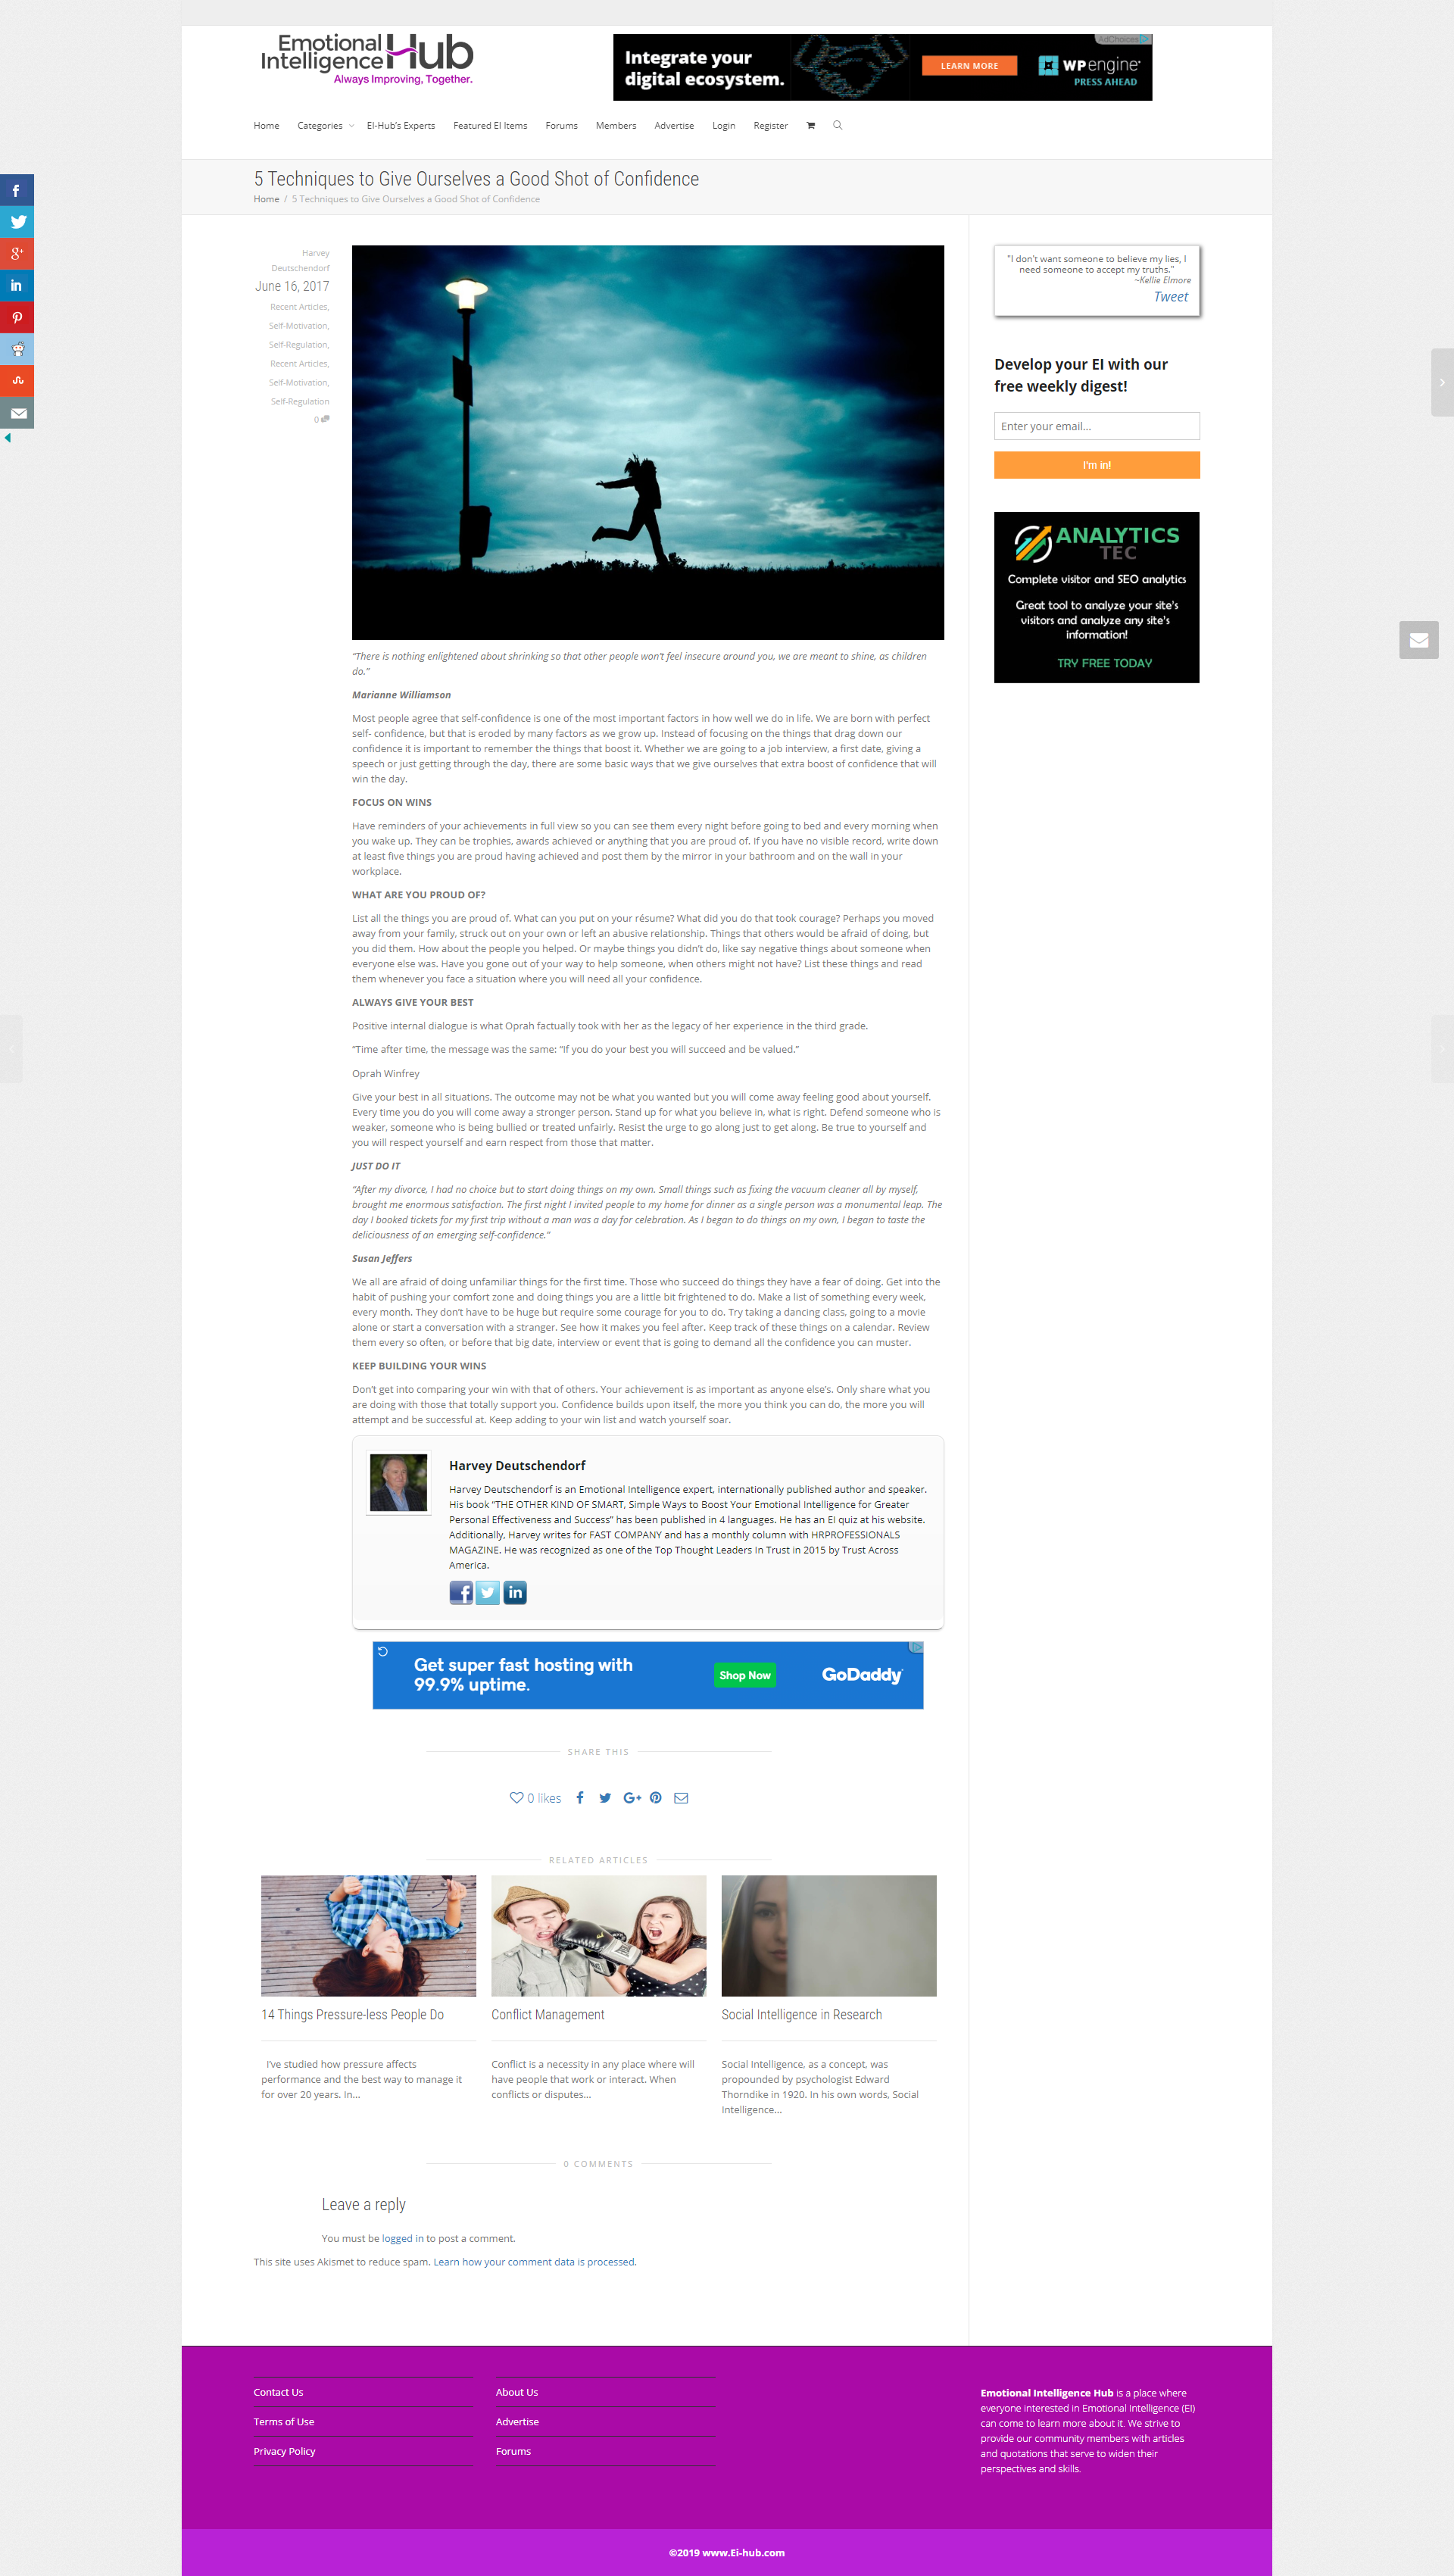 Emotional
Intelligence Hub
Always Improving, Together.
Integrate your
digital ecosystem.
LEARN MORE
WP engine
PRESS AHEAD
AdChoices
Home Categories EI-Hub's Experts Featured EI Items Forums Members Advertise Login Register
5 Techniques to Give Ourselves a Good Shot of Confidence
Home / 5 Techniques to Give Ourselves a Good Shot of Confidence
Harvey
Deutschendorf
June 16, 2017
Recent Articles,
Self-Motivation,
Self-Regulation,
Recent Articles,
Self-Motivation,
Self-Regulation
0
“There is nothing enlightened about shrinking so that other people won’t feel insecure around you, we are meant to shine, as children
do.”
Marianne Williamson
Most people agree that self-confidence is one of the most important factors in how well we do in life. We are born with perfect
self- confidence, but that is eroded by many factors as we grow up. Instead of focusing on the things that drag down our
confidence it is important to remember the things that boost it. Whether we are going to a job interview, a first date, giving a
speech or just getting through the day, there are some basic ways that we give ourselves that extra boost of confidence that will
win the day.
FOCUS ON WINS
Have reminders of your achievements in full view so you can see them every night before going to bed and every morning when
you wake up. They can be trophies, awards achieved or anything that you are proud of. If you have no visible record, write down
at least five things you are proud having achieved and post them by the mirror in your bathroom and on the wall in your
workplace.
WHAT ARE YOU PROUD OF?
List all the things you are proud of. What can you put on your résume? What did you do that took courage? Perhaps you moved
away from your family, struck out on your own or left an abusive relationship. Things that others would be afraid of doing, but
you did them. How about the people you helped. Or maybe things you didn’t do, like say negative things about someone when
everyone else was. Have you gone out of your way to help someone, when others might not have? List these things and read
them whenever you face a situation where you will need all your confidence.
ALWAYS GIVE YOUR BEST
Positive internal dialogue is what Oprah factually took with her as the legacy of her experience in the third grade.
“Time after time, the message was the same: “If you do your best you will succeed and be valued.”
Oprah Winfrey
Give your best in all situations. The outcome may not be what you wanted but you will come away feeling good about yourself.
Every time you do you will come away a stronger person. Stand up for what you believe in, what is right. Defend someone who is
weaker, someone who is being bullied or treated unfairly. Resist the urge to go along just to get along. Be true to yourself and
you will respect yourself and earn respect from those that matter.
JUST DO IT
“After my divorce, I had no choice but to start doing things on my own. Small things such as fixing the vacuum cleaner all by myself,
brought me enormous satisfaction. The first night I invited people to my home for dinner as a single person was a monumental leap. The
day I booked tickets for my first trip without a man was a day for celebration. As I began to do things on my own, I began to taste the
deliciousness of an emerging self-confidence.”
Susan Jeffers
We all are afraid of doing unfamiliar things for the first time. Those who succeed do things they have a fear of doing. Get into the
habit of pushing your comfort zone and doing things you are a little bit frightened to do. Make a list of something every week,
every month. They don’t have to be huge but require some courage for you to do. Try taking a dancing class, going to a movie
alone or start a conversation with a stranger. See how it makes you feel after. Keep track of these things on a calendar. Review
them every so often, or before that big date, interview or event that is going to demand all the confidence you can muster.
KEEP BUILDING YOUR WINS
Don’t get into comparing your win with that of others. Your achievement is as important as anyone else’s. Only share what you
are doing with those that totally support you. Confidence builds upon itself, the more you think you can do, the more you will
attempt and be successful at. Keep adding to your win list and watch yourself soar.
Harvey Deutschendorf
Harvey Deutschendorf is an Emotional Intelligence expert, internationally published author and speaker.
His book “THE OTHER KIND OF SMART, Simple Ways to Boost Your Emotional Intelligence for Greater
Personal Effectiveness and Success” has been published in 4 languages. He has an EI quiz at his website.
Additionally, Harvey writes for FAST COMPANY and has a monthly column with HRPROFESSIONALS
MAGAZINE. He was recognized as one of the Top Thought Leaders In Trust in 2015 by Trust Across
America.
Get super fast hosting with
99.9% uptime.
Shop Now
GoDaddy
SHARE THIS
0 likes
RELATED ARTICLES
14 Things Pressure-less People Do
I’ve studied how pressure affects
performance and the best way to manage it
for over 20 years. In...
Conflict Management
Conflict is a necessity in any place where will
have people that work or interact. When
conflicts or disputes...
Social Intelligence in Research
Social Intelligence, as a concept, was
propounded by psychologist Edward
Thorndike in 1920. In his own words, Social
Intelligence...
0 COMMENTS
Leave a reply
You must be logged in to post a comment.
This site uses Akismet to reduce spam. Learn how your comment data is processed.
"I don't want someone to believe my lies, I
need someone to accept my truths."
~Kellie Elmore
Tweet
Develop your EI with our
free weekly digest!
Enter your email...
I'm in!
ANALYTICS
TEC
Complete visitor and SEO analytics
Great tool to analyze your site's
visitors and analyze any site's
information!
TRY FREE TODAY
Contact Us
Terms of Use
Privacy Policy
About Us
Advertise
Forums
Emotional Intelligence Hub is a place where
everyone interested in Emotional Intelligence (EI)
can come to learn more about it. We strive to
provide our community members with articles
and quotations that serve to widen their
perspectives and skills.
©2019 www.Ei-hub.com